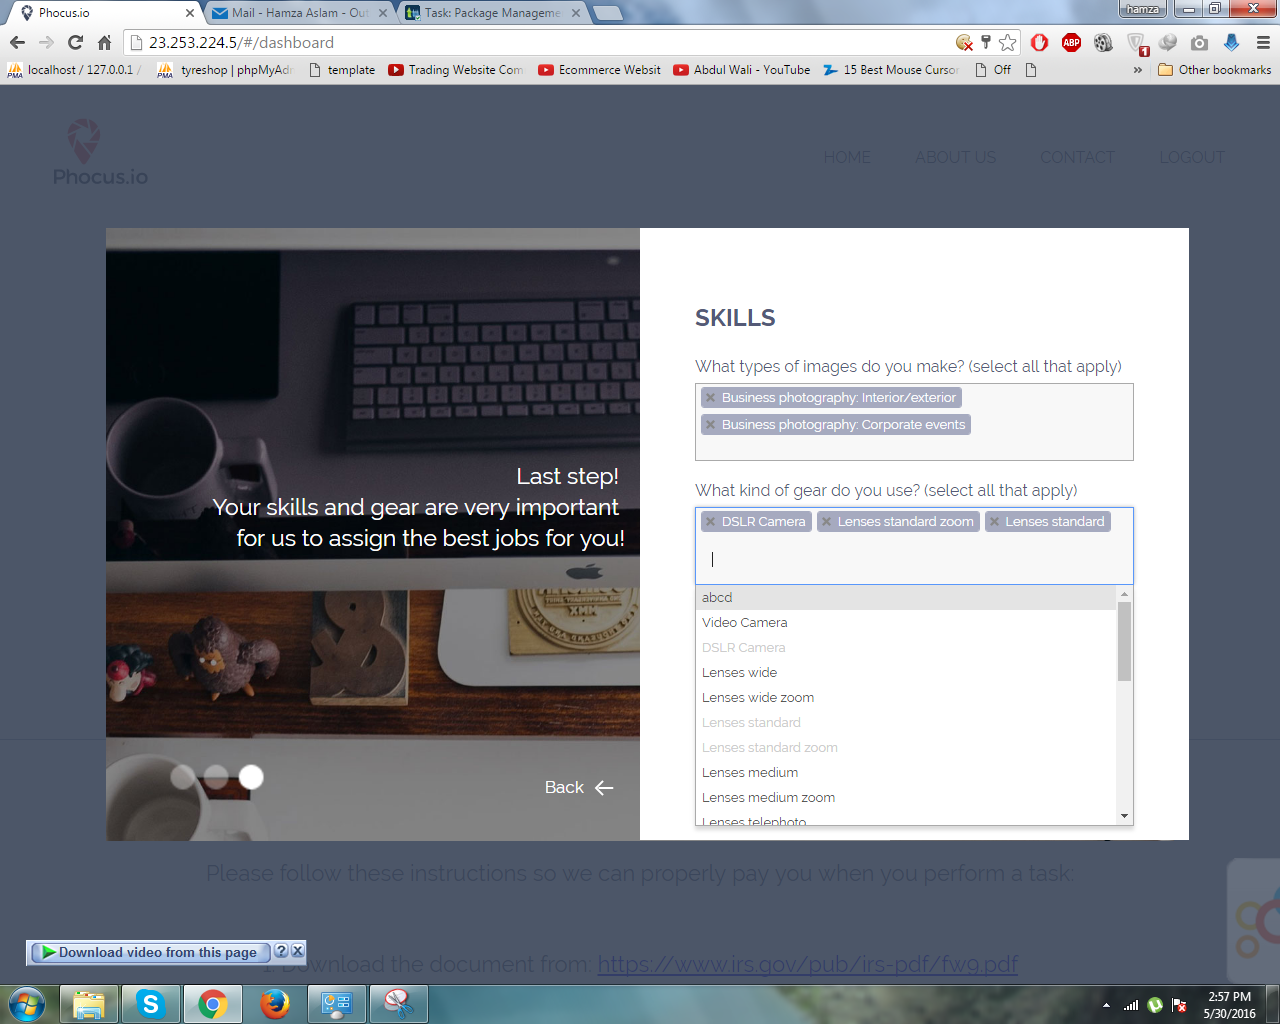 Phocus.io
Mail - Hamza Aslam - Out
Task: Package Manageme
hamza
23.253.224.5/#/dashboard
ABP
1
PMA localhost / 127.0.0.1 /
PMA tyreshop | phpMyAdm
template
Trading Website Com
Ecommerce Websit
Abdul Wali - YouTube
15 Best Mouse Cursor
Off
»
Other bookmarks
Phocus.io
HOME
ABOUT US
CONTACT
LOGOUT
SKILLS
What types of images do you make? (select all that apply)
Business photography: Interior/exterior
Business photography: Corporate events
What kind of gear do you use? (select all that apply)
DSLR Camera
Lenses standard zoom
Lenses standard
abcd
Video Camera
DSLR Camera
Lenses wide
Lenses wide zoom
Lenses standard
Lenses standard zoom
Lenses medium
Lenses medium zoom
Lenses telephoto
Last step!
Your skills and gear are very important
for us to assign the best jobs for you!
Back
Please follow these instructions so we can properly pay you when you perform a task:
Download video from this page
?
1. Download the document from: https://www.irs.gov/pub/irs-pdf/fw9.pdf
2:57 PM
5/30/2016